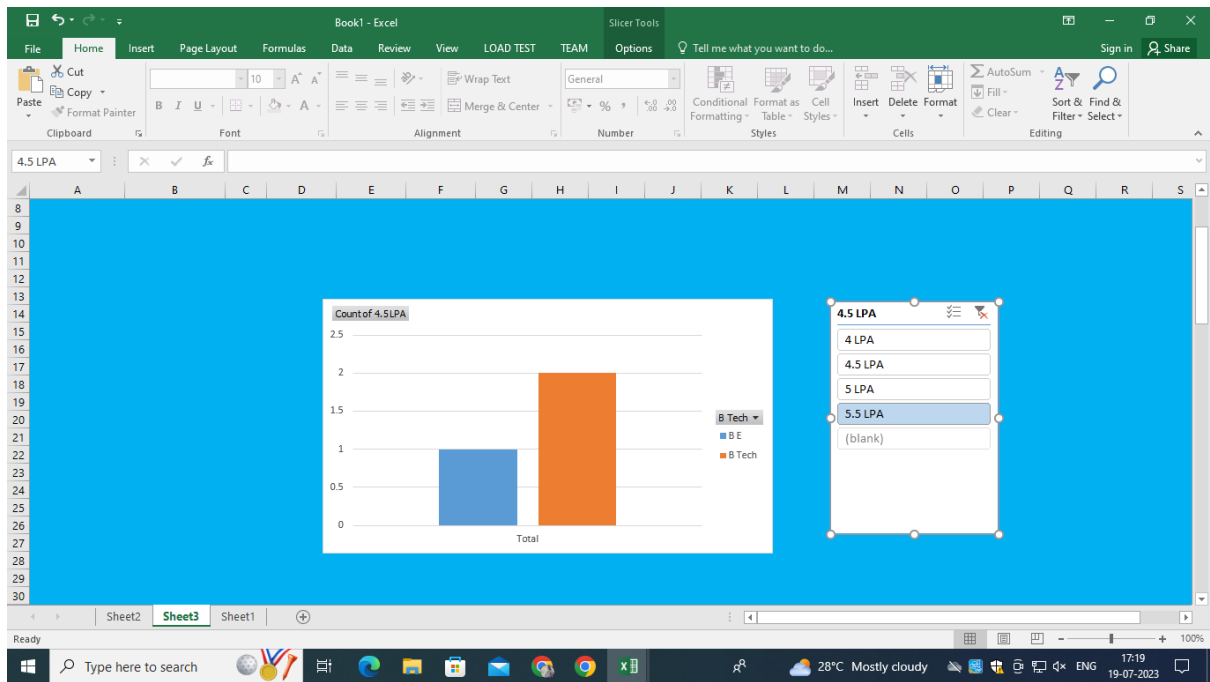 Book1 - Excel
Slicer Tools
File Home Insert Page Layout Formulas Data Review View LOAD TEST TEAM Options Tell me what you want to do... Sign in Share
Paste
Cut
Copy
Format Painter
Clipboard
10 A A
B I U A
Font
Wrap Text
Merge & Center
Alignment
General
% , .0 .00 .00 .0
Number
Conditional Formatting
Format as Table
Cell Styles
Styles
Insert Delete Format
Cells
AutoSum
Fill
Clear
Sort & Filter
Find & Select
Editing
4.5 LPA fx
A B C D E F G H I J K L M N O P Q R S
8
9
10
11
12
13
14
15
16
17
18
19
20
21
22
23
24
25
26
27
28
29
30
Count of 4.5LPA
2.5
2
1.5
1
0.5
0
Total
B Tech
B E
B Tech
4.5 LPA
4 LPA
4.5 LPA
5 LPA
5.5 LPA
(blank)
Sheet2 Sheet3 Sheet1
Ready 100%
Type here to search
28°C Mostly cloudy
ENG
17:19
19-07-2023